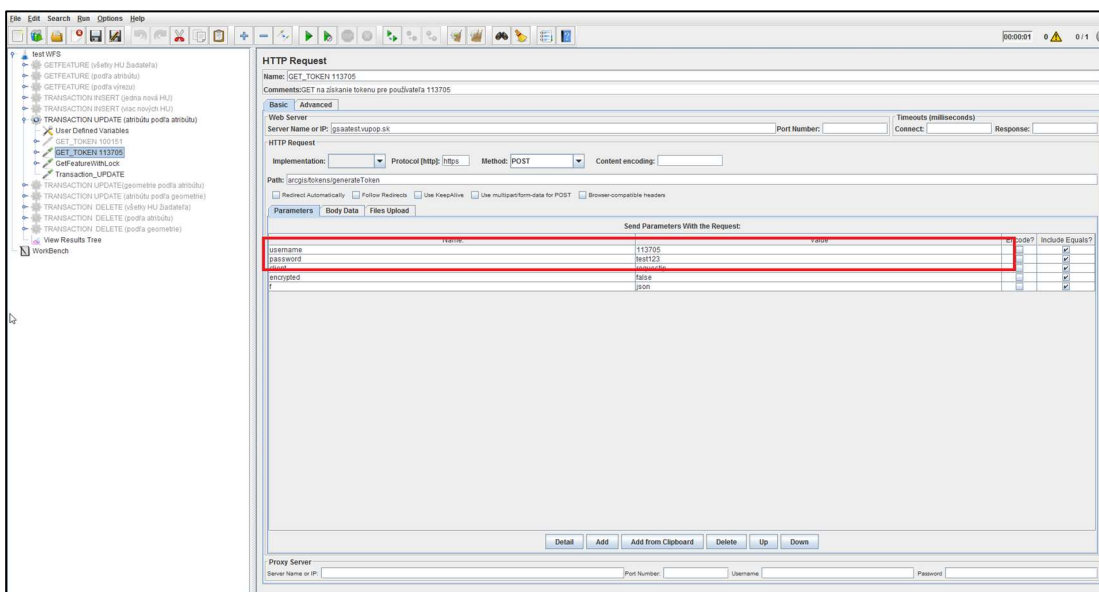 File Edit Search Run Options Help
00:00:01 0 0/1
test WFS
GETFEATURE (všetky HU žiadateľa)
GETFEATURE (podľa atribútu)
GETFEATURE (podľa výrezu)
TRANSACTION INSERT (jedna nová HU)
TRANSACTION INSERT (viac nových HU)
TRANSACTION UPDATE (atribútu podľa atribútu)
User Defined Variables
GET_TOKEN 100151
GET_TOKEN 113705
GetFeatureWithLock
Transaction_UPDATE
TRANSACTION UPDATE(geometrie podľa atribútu)
TRANSACTION UPDATE (atribútu podľa geometrie)
TRANSACTION DELETE (všetky HU žiadateľa)
TRANSACTION DELETE (podľa atribútu)
TRANSACTION DELETE (podľa geometrie)
View Results Tree
WorkBench
HTTP Request
Name: GET_TOKEN 113705
Comments:GET na získanie tokenu pre používateľa 113705
Basic Advanced
Web Server Timeouts (milliseconds)
Server Name or IP: gsaatest.vupop.sk Port Number: Connect: Response:
HTTP Request
Implementation: Protocol [http]: https Method: POST Content encoding:
Path: arcgis/tokens/generateToken
Redirect Automatically Follow Redirects Use KeepAlive Use multipart/form-data for POST Browser-compatible headers
Parameters Body Data Files Upload
Send Parameters With the Request:
Name: Value Include Equals?
username 113705
password test123
client requestip
encrypted false
f json
Detail Add Add from Clipboard Delete Up Down
Proxy Server
Server Name or IP: Port Number: Username Password